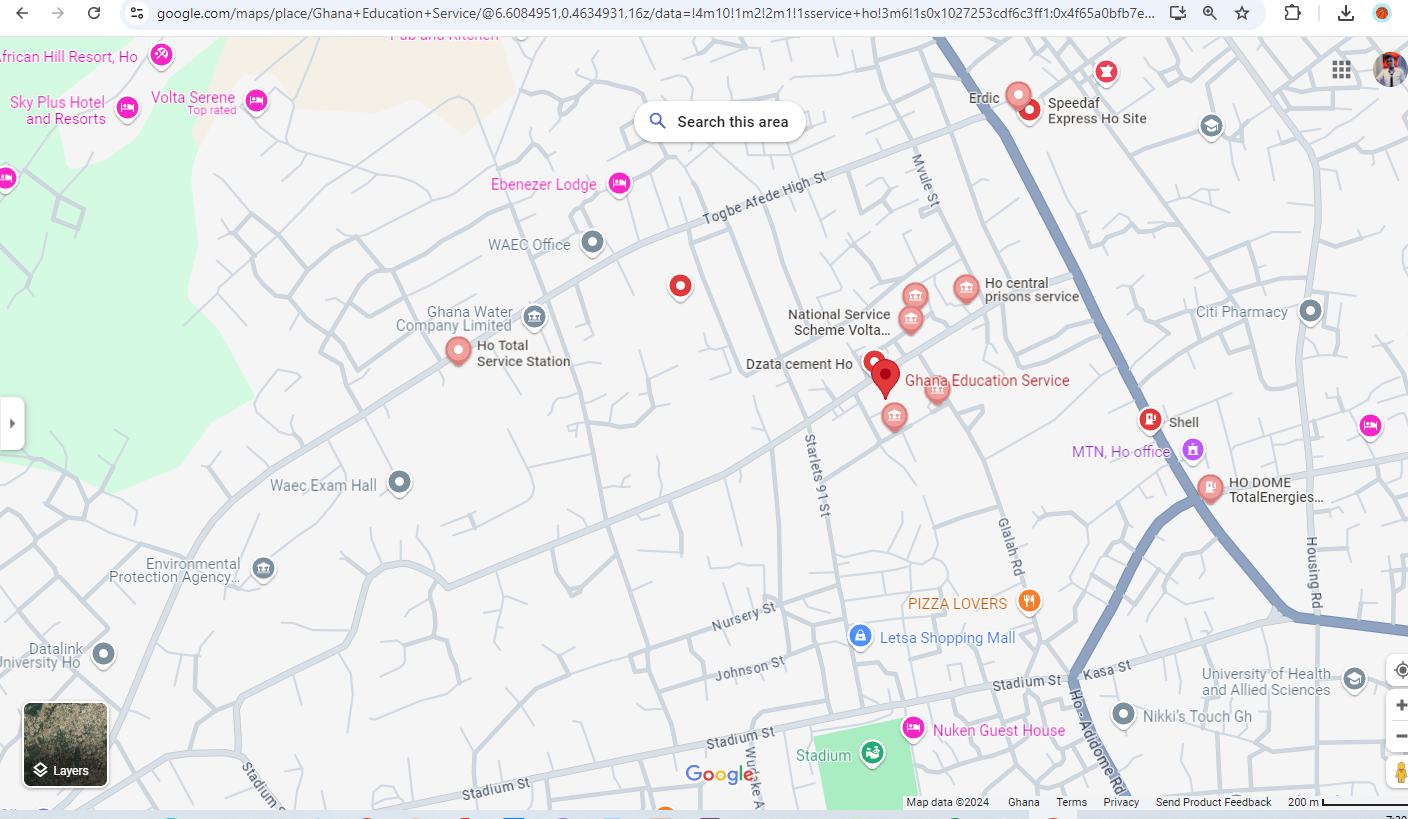 google.com/maps/place/Ghana+Education+Service/@6.6084951,0.4634931,16z/data=!4m10!1m2!2m1!1sservice+ho!3m6!1s0x1027253cdf6c3ff1:0x4f65a0bfb7e...
Pub and Kitchen
African Hill Resort, Ho
Sky Plus Hotel
and Resorts
Volta Serene
Top rated
Search this area
Erdic
Speedaf
Express Ho Site
Mvule St
Togbe Afede High St
Ebenezer Lodge
WAEC Office
Ho central
prisons service
Ghana Water
Company Limited
National Service
Scheme Volta...
Citi Pharmacy
Ho Total
Service Station
Dzata cement Ho
Ghana Education Service
Shell
MTN, Ho office
Starlets 91 St
Waec Exam Hall
HO DOME
TotalEnergies...
Glalah Rd
Housing Rd
Environmental
Protection Agency...
PIZZA LOVERS
Nursery St
Letsa Shopping Mall
Datalink
University Ho
Johnson St
Kasa St
Stadium St
University of Health
and Allied Sciences
Ho - Adidome Rd
Nikki's Touch Gh
Nuken Guest House
Stadium St
Stadium
Wudoke A
Layers
Stadium St
Stadium St
Google
Map data ©2024 Ghana Terms Privacy Send Product Feedback 200 m